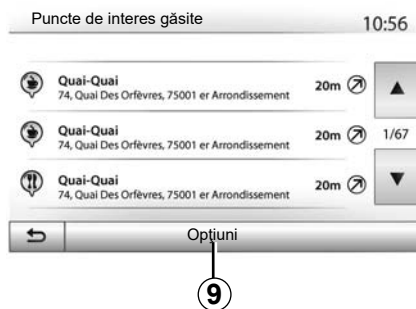 Puncte de interes găsite 10:56
Quai-Quai
74, Quai Des Orfèvres, 75001 er Arrondissement
20m
Quai-Quai
74, Quai Des Orfèvres, 75001 er Arrondissement
20m
1/67
Quai-Quai
74, Quai Des Orfèvres, 75001 er Arrondissement
20m
Opţiuni
9